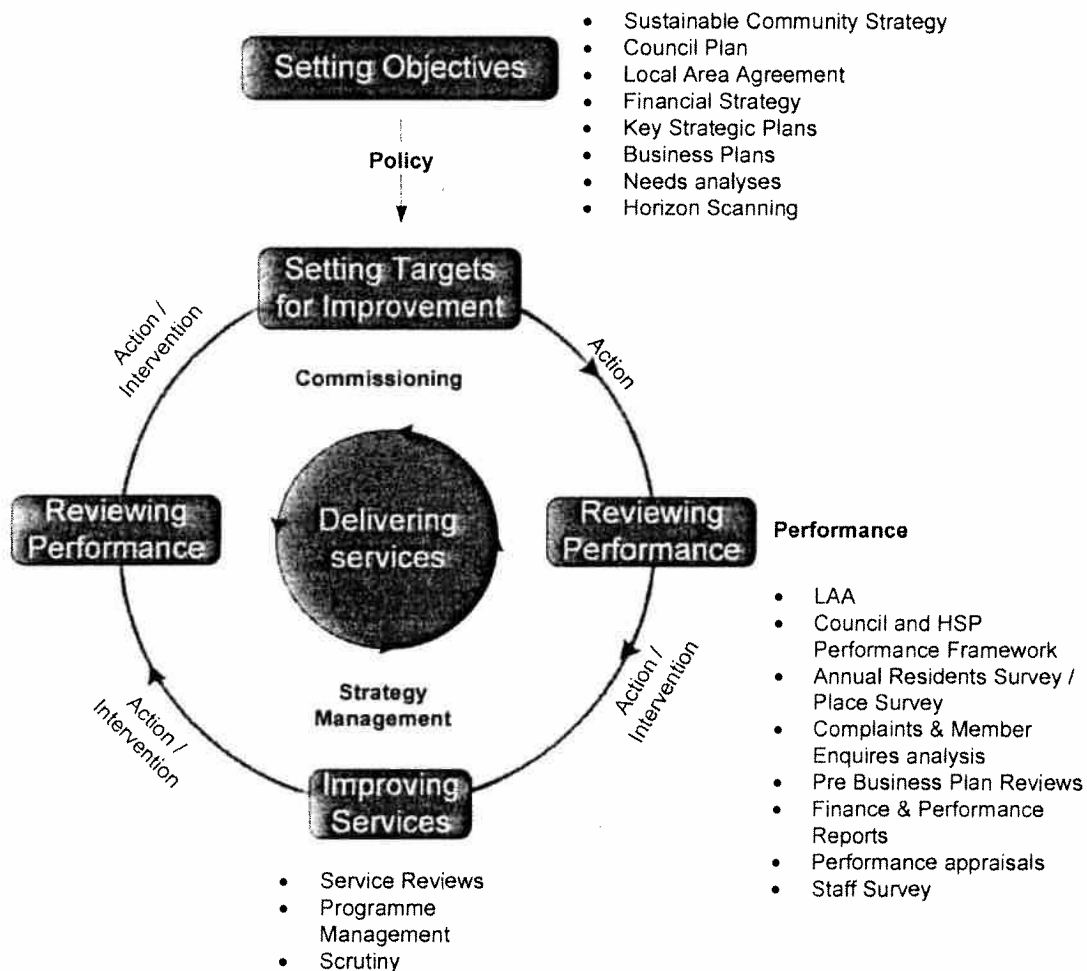 Setting Objectives
• Sustainable Community Strategy
• Council Plan
• Local Area Agreement
• Financial Strategy
• Key Strategic Plans
• Business Plans
• Needs analyses
• Horizon Scanning
Policy
Setting Targets
for Improvement
Action /
Intervention
Action
Commissioning
Reviewing
Performance
Delivering
services
Reviewing
Performance
Performance
• LAA
• Council and HSP
Performance Framework
• Annual Residents Survey /
Place Survey
• Complaints & Member
Enquires analysis
• Pre Business Plan Reviews
• Finance & Performance
Reports
• Performance appraisals
• Staff Survey
Action /
Intervention
Strategy
Management
Action /
Intervention
Improving
Services
• Service Reviews
• Programme
Management
• Scrutiny